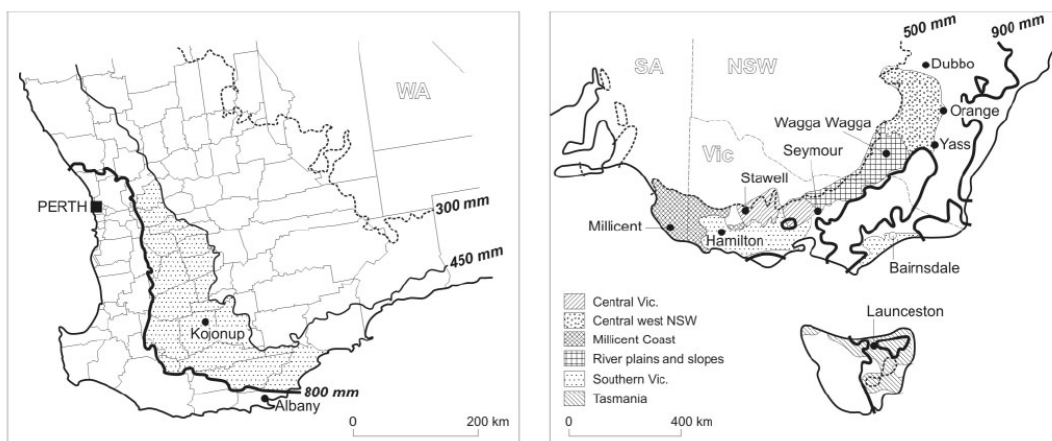 WA
PERTH
300 mm
450 mm
Kojonup
800 mm
Albany
0 200 km
500 mm
900 mm
SA
NSW
Dubbo
Orange
Wagga Wagga
Yass
Vic
Seymour
Stawell
Millicent
Hamilton
Bairnsdale
Central Vic.
Central west NSW
Millicent Coast
River plains and slopes
Southern Vic.
Tasmania
Launceston
0 400 km